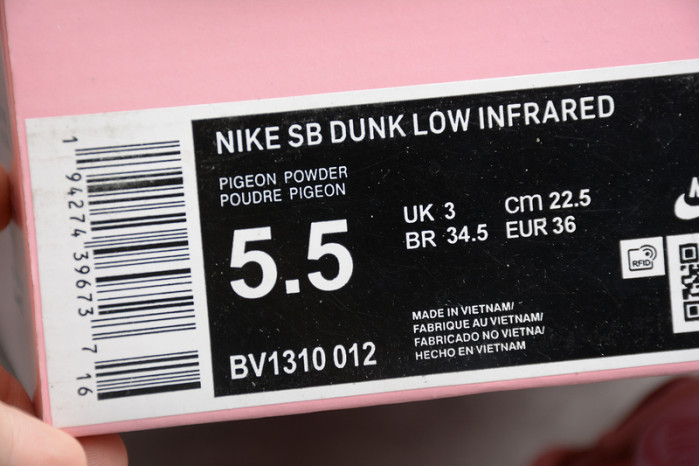 NIKE SB DUNK LOW INFRARED
PIGEON POWDER
POUDRE PIGEON
5.5
UK 3 cm 22.5
BR 34.5 EUR 36
MADE IN VIETNAM/
FABRIQUE AU VIETNAM/
FABRICADO NO VIETNA/
HECHO EN VIETNAM
BV1310 012
RFID
1 94274 39673 7 16